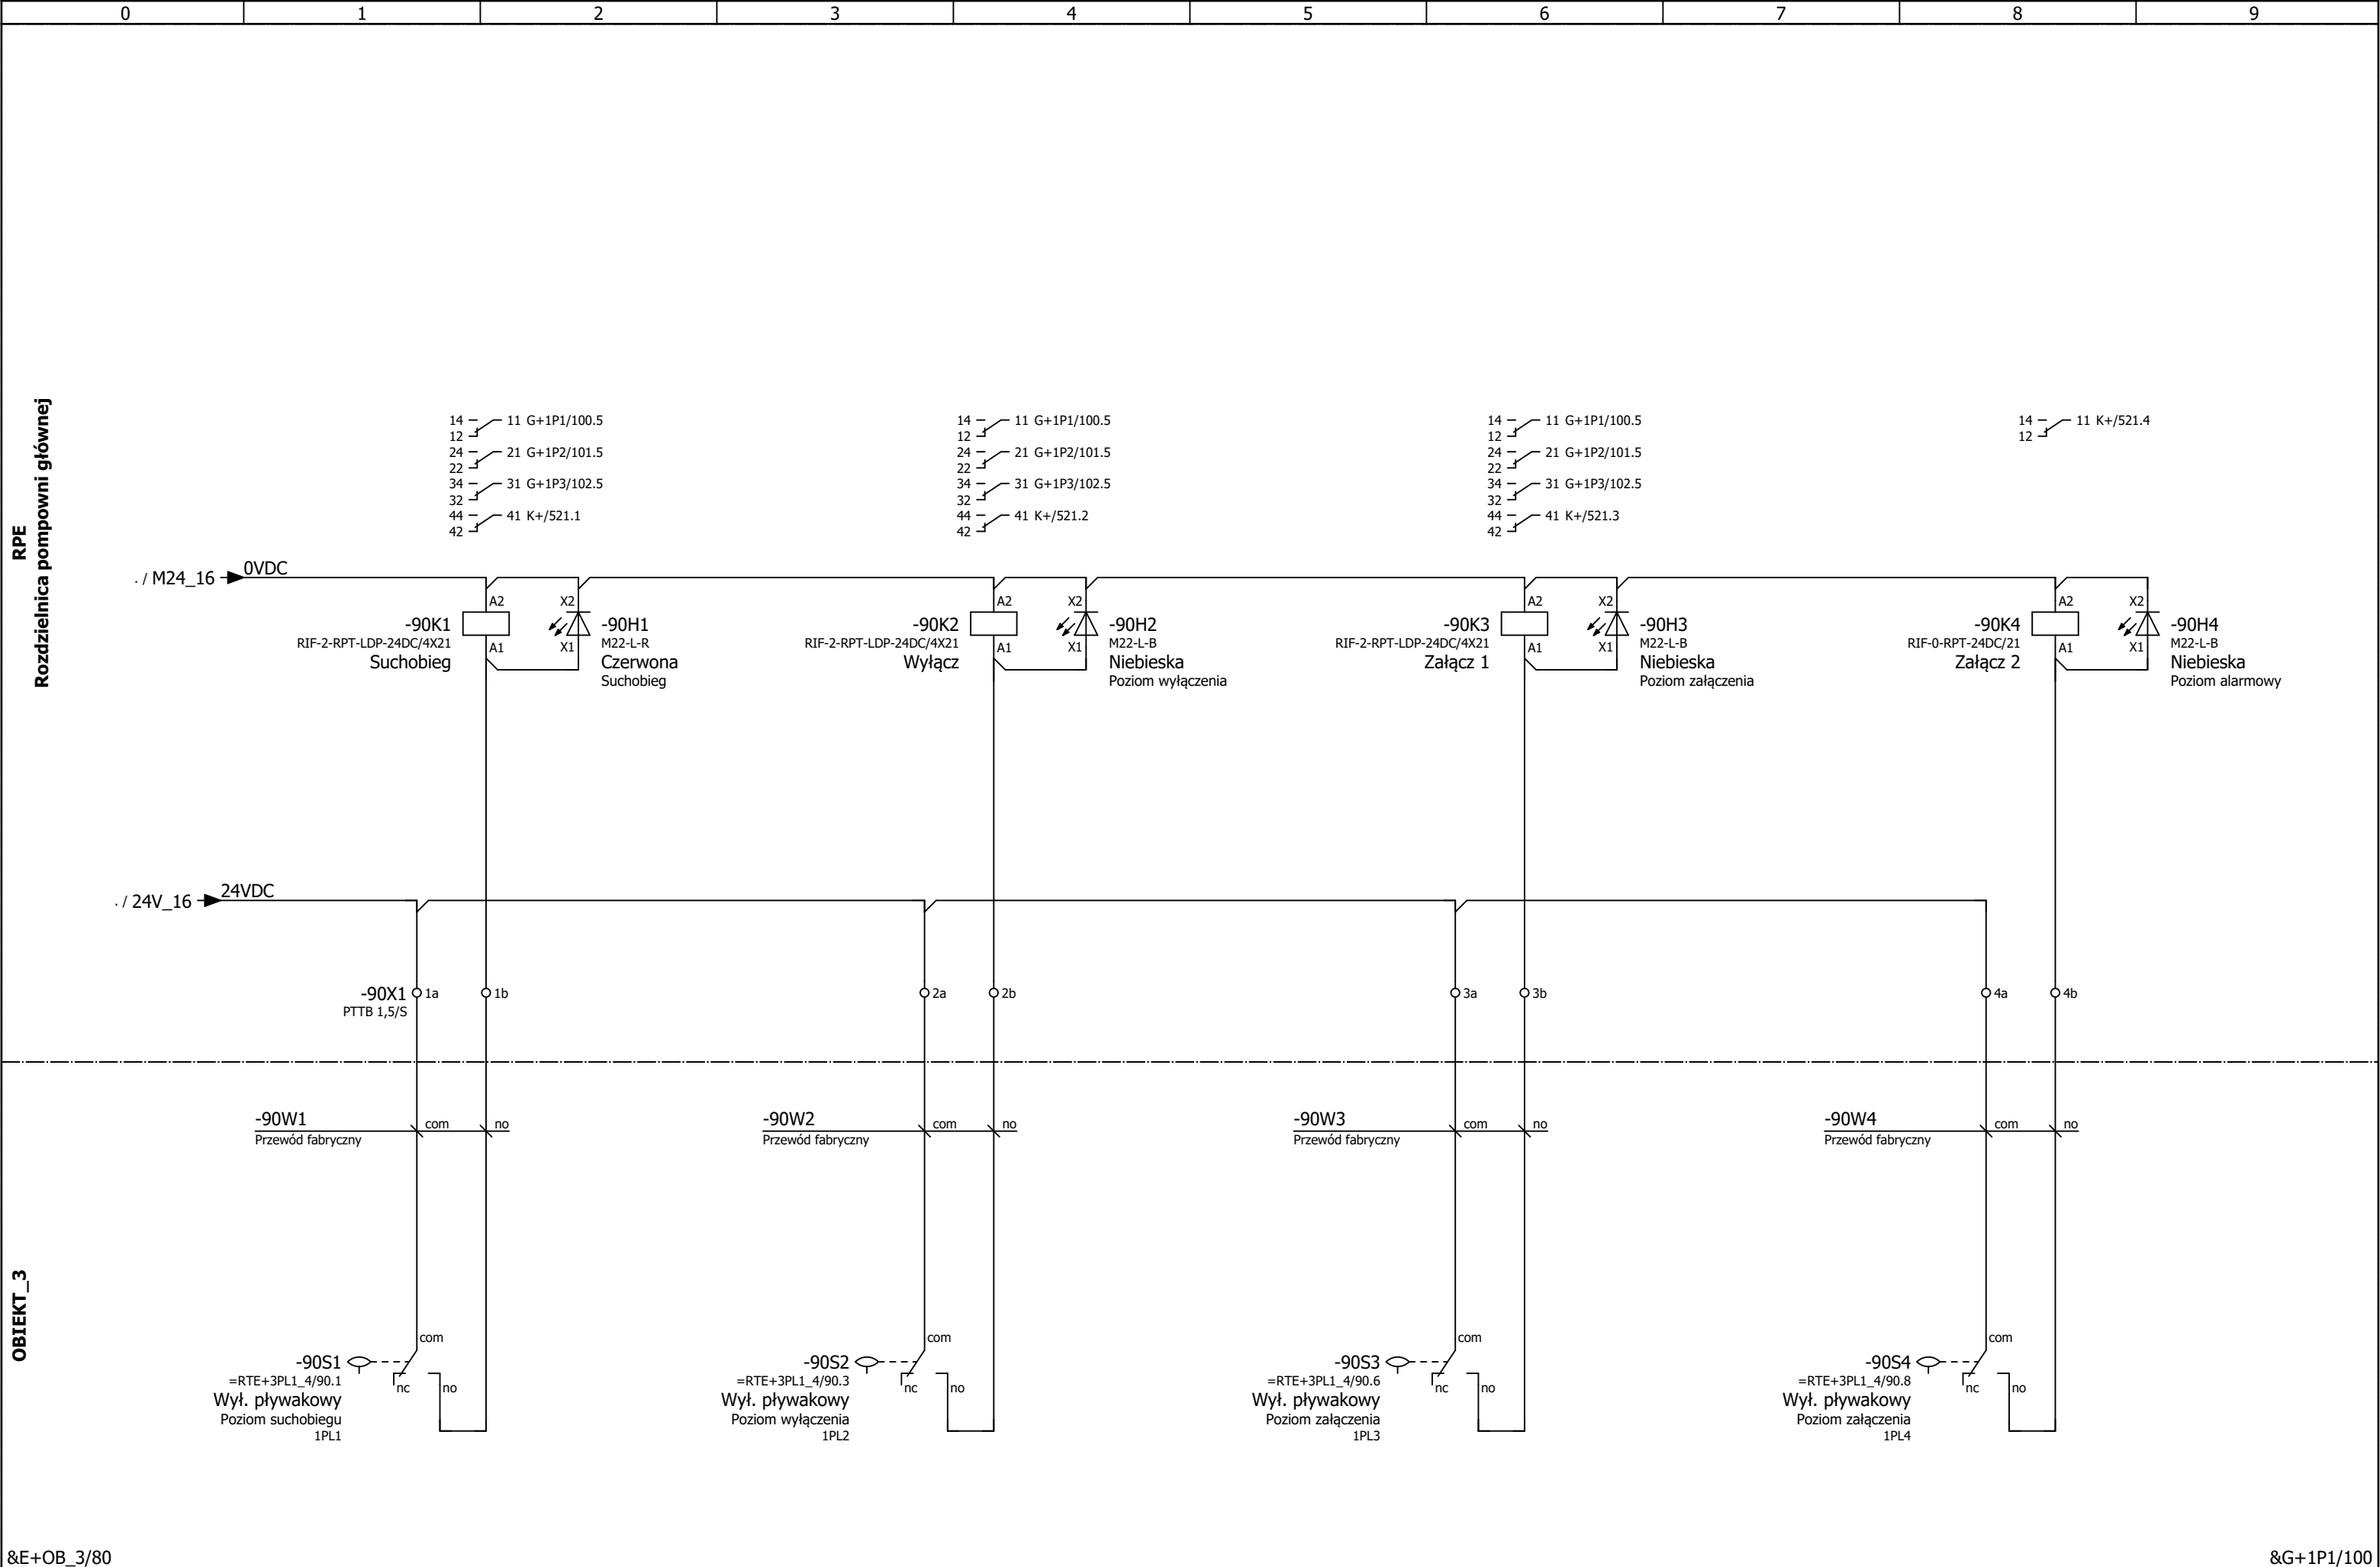 0 1 2 3 4 5 6 7 8 9
RPE
Rozdzielnica pompowni głównej
14 11 G+1P1/100.5
12
24 21 G+1P2/101.5
22
34 31 G+1P3/102.5
32
44 41 K+/521.1
42
14 11 G+1P1/100.5
12
24 21 G+1P2/101.5
22
34 31 G+1P3/102.5
32
44 41 K+/521.2
42
14 11 G+1P1/100.5
12
24 21 G+1P2/101.5
22
34 31 G+1P3/102.5
32
44 41 K+/521.3
42
14 11 K+/521.4
12
. / M24_16 0VDC
A2
-90K1
RIF-2-RPT-LDP-24DC/4X21
A1
Suchobieg
X2
-90H1
M22-L-R
X1
Czerwona
Suchobieg
A2
-90K2
RIF-2-RPT-LDP-24DC/4X21
A1
Wyłącz
X2
-90H2
M22-L-B
X1
Niebieska
Poziom wyłączenia
A2
-90K3
RIF-2-RPT-LDP-24DC/4X21
A1
Załącz 1
X2
-90H3
M22-L-B
X1
Niebieska
Poziom załączenia
A2
-90K4
RIF-0-RPT-24DC/21
A1
Załącz 2
X2
-90H4
M22-L-B
X1
Niebieska
Poziom alarmowy
. / 24V_16 24VDC
-90X1 1a 1b 2a 2b 3a 3b 4a 4b
PTTB 1,5/S
OBIEKT_3
-90W1 com no
Przewód fabryczny
-90W2 com no
Przewód fabryczny
-90W3 com no
Przewód fabryczny
-90W4 com no
Przewód fabryczny
com
-90S1
=RTE+3PL1_4/90.1
nc no
Wył. pływakowy
Poziom suchobiegu
1PL1
com
-90S2
=RTE+3PL1_4/90.3
nc no
Wył. pływakowy
Poziom wyłączenia
1PL2
com
-90S3
=RTE+3PL1_4/90.6
nc no
Wył. pływakowy
Poziom załączenia
1PL3
com
-90S4
=RTE+3PL1_4/90.8
nc no
Wył. pływakowy
Poziom załączenia
1PL4
&E+OB_3/80
&G+1P1/100